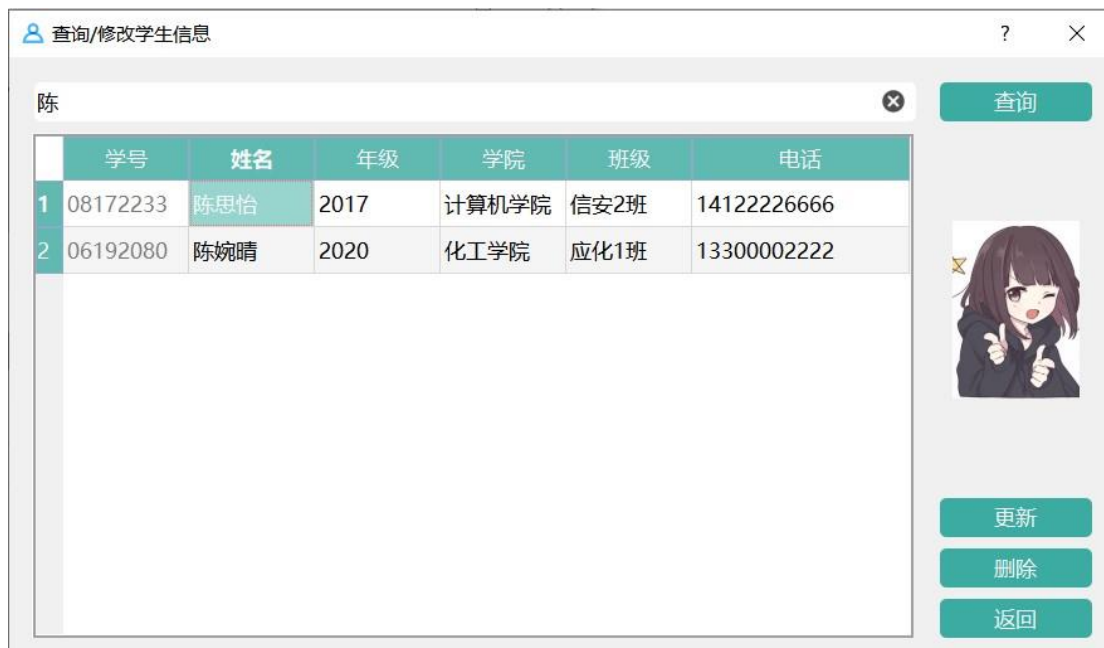 查询/修改学生信息 ?
陈 查询
学号 姓名 年级 学院 班级 电话
1 08172233 陈思怡 2017 计算机学院 信安2班 14122226666
2 06192080 陈婉晴 2020 化工学院 应化1班 13300002222
更新
删除
返回